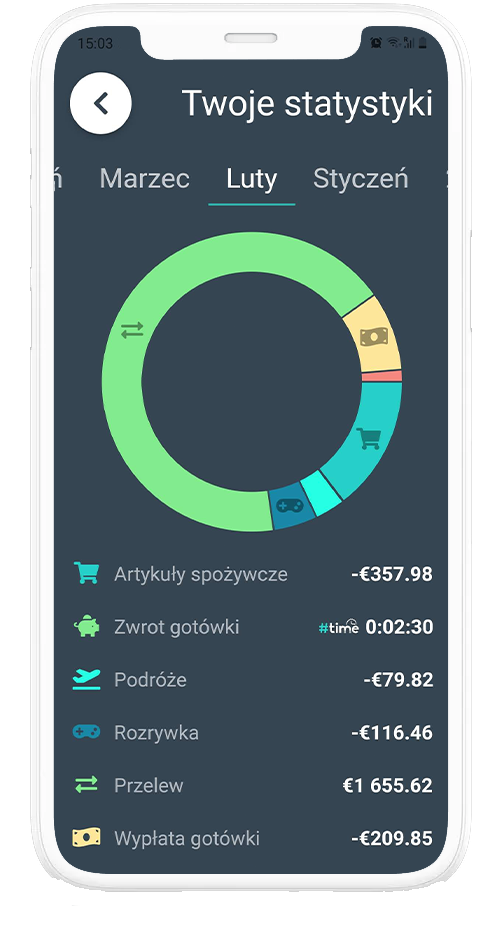 15:03
Twoje statystyki
ń Marzec Luty Styczeń
Artykuły spożywcze -€357.98
Zwrot gotówki #time 0:02:30
Podróże -€79.82
Rozrywka -€116.46
Przelew €1 655.62
Wypłata gotówki -€209.85